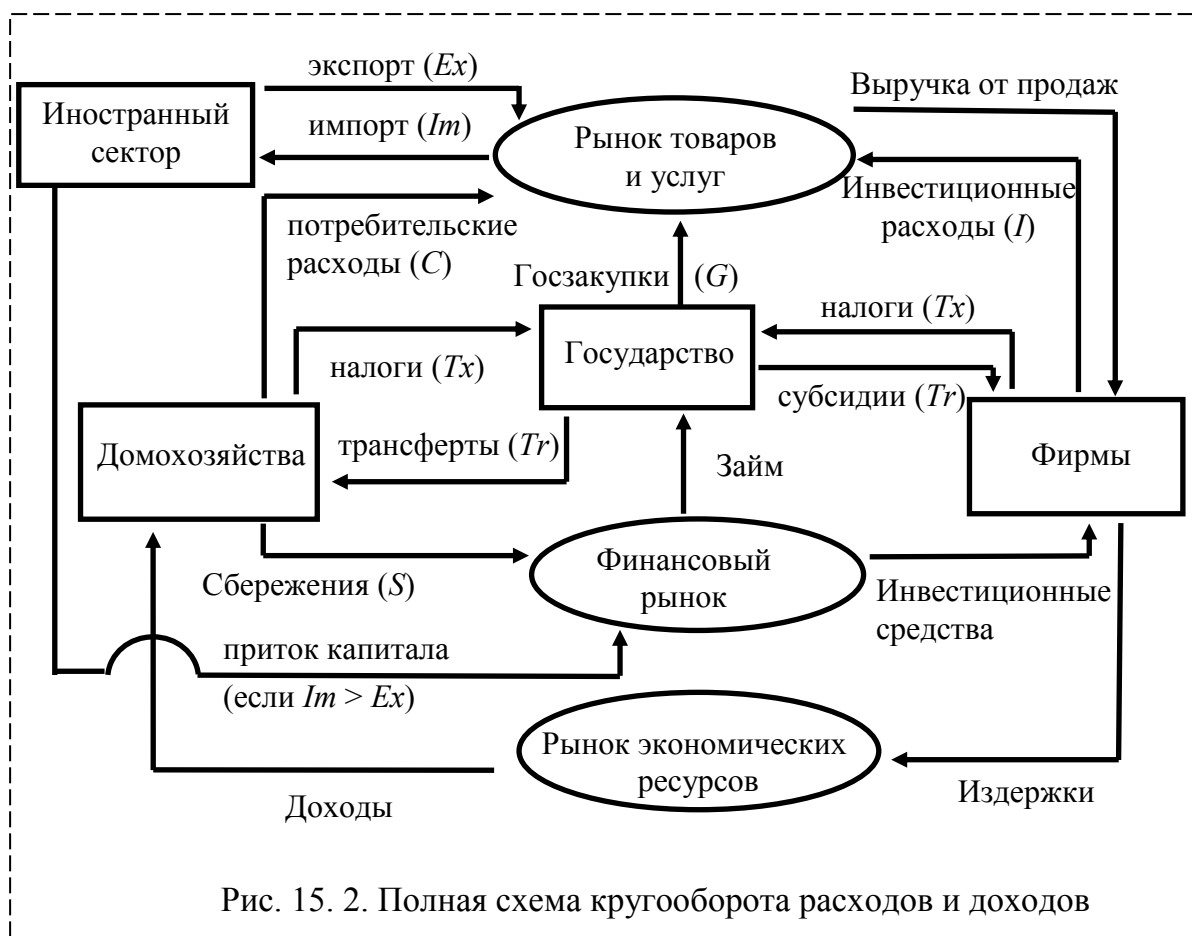 экспорт (Ex)
Выручка от продаж
Иностранный
сектор
импорт (Im)
Рынок товаров
и услуг
Инвестиционные
расходы (I)
потребительские
расходы (C)
Госзакупки (G)
налоги (Tx)
Государство
налоги (Tx)
субсидии (Tr)
Домохозяйства
трансферты (Tr)
Займ
Фирмы
Сбережения (S)
Финансовый
рынок
Инвестиционные
средства
приток капитала
(если Im > Ex)
Рынок экономических
ресурсов
Доходы
Издержки
Рис. 15. 2. Полная схема кругооборота расходов и доходов